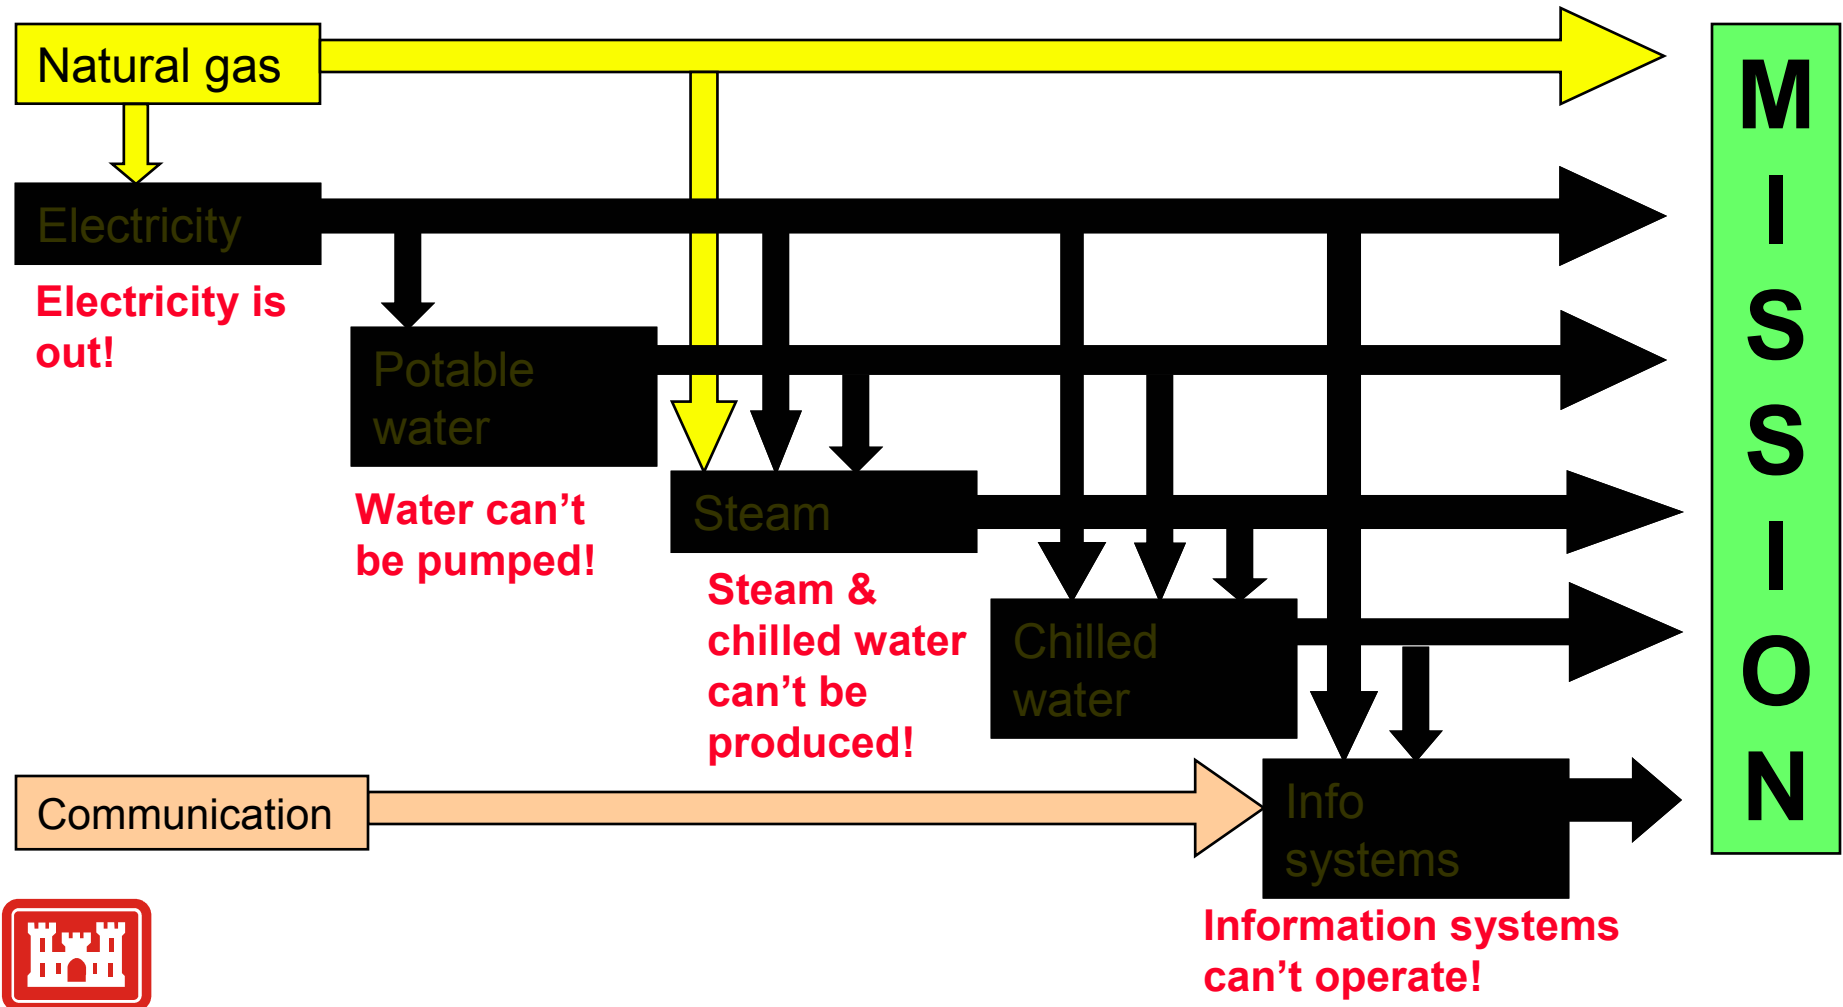 Natural gas
Electricity
Electricity is
out!
Potable
water
Water can’t
be pumped!
Steam
Steam &
chilled water
can’t be
produced!
Chilled
water
Communication
Info
systems
Information systems
can’t operate!
M
I
S
S
I
O
N